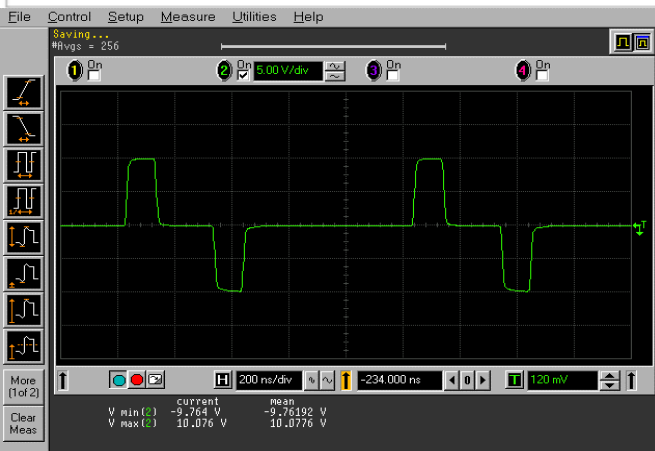 File Control Setup Measure Utilities Help
Saving...
#Avgs = 256
1 On 2 On 5.00 V/div 3 On 4 On
T
More
(1of 2)
Clear
Meas
H 200 ns/div -234.000 ns 0 T 120 mV
current mean
V min(2) -9.764 V -9.76192 V
V max(2) 10.076 V 10.0776 V